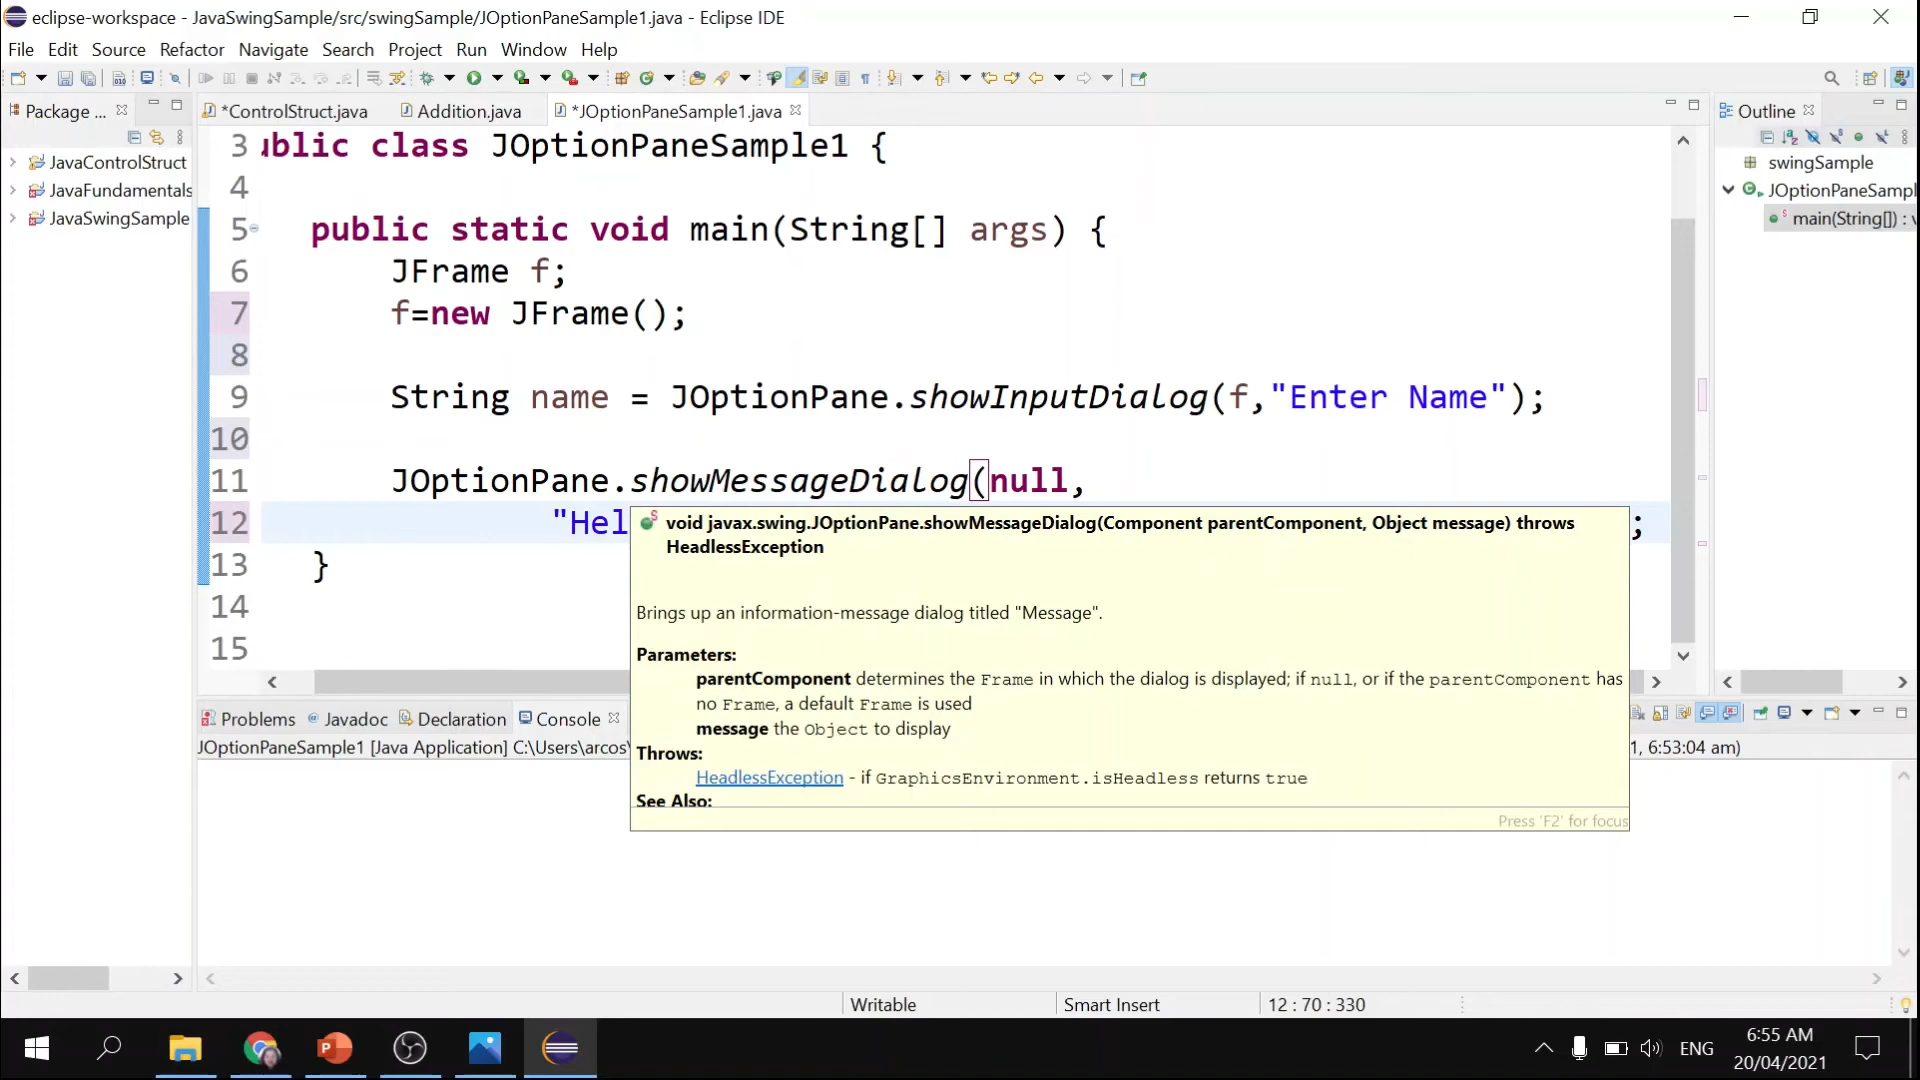 eclipse-workspace - JavaSwingSample/src/swingSample/JOptionPaneSample1.java - Eclipse IDE
File Edit Source Refactor Navigate Search Project Run Window Help
Package ...
*ControlStruct.java Addition.java *JOptionPaneSample1.java
Outline
JavaControlStruct
JavaFundamentals
JavaSwingSample
3 ublic class JOptionPaneSample1 {
4
5 public static void main(String[] args) {
6 JFrame f;
7 f=new JFrame();
8
9 String name = JOptionPane.showInputDialog(f,"Enter Name");
10
11 JOptionPane.showMessageDialog(null,
12 "Hel ;
13 }
14
15
void javax.swing.JOptionPane.showMessageDialog(Component parentComponent, Object message) throws
HeadlessException
Brings up an information-message dialog titled "Message".
Parameters:
parentComponent determines the Frame in which the dialog is displayed; if null, or if the parentComponent has
no Frame, a default Frame is used
message the Object to display
Throws:
HeadlessException - if GraphicsEnvironment.isHeadless returns true
See Also:
Press 'F2' for focus
swingSample
JOptionPaneSampl
main(String[]) : v
Problems Javadoc Declaration Console
JOptionPaneSample1 [Java Application] C:\Users\arcos\ 1, 6:53:04 am)
Writable Smart Insert 12 : 70 : 330
ENG
6:55 AM
20/04/2021